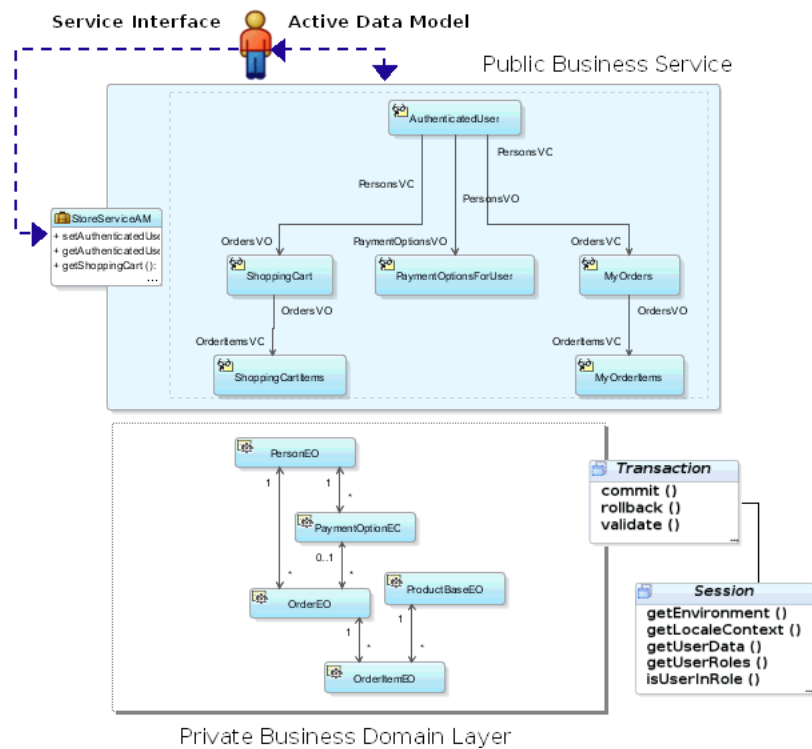 Service Interface
Active Data Model
Public Business Service
AuthenticatedUser
PersonsVC
PersonsVO
PersonsVC
StoreServiceAM
+ setAuthenticatedUse
+ getAuthenticatedUse
+ getShoppingCart ():
...
OrdersVO
PaymentOptionsVO
OrdersVC
ShoppingCart
PaymentOptionsForUser
MyOrders
OrdersVO
OrdersVO
OrderItemsVC
OrderItemsVC
ShoppingCartItems
MyOrderItems
PersonEO
1
1
*
PaymentOptionEC
0..1
*
*
OrderEO
ProductBaseEO
1
*
1
*
OrderItemEO
Transaction
commit ()
rollback ()
validate ()
...
Session
getEnvironment ()
getLocaleContext ()
getUserData ()
getUserRoles ()
isUserInRole ()
...
Private Business Domain Layer